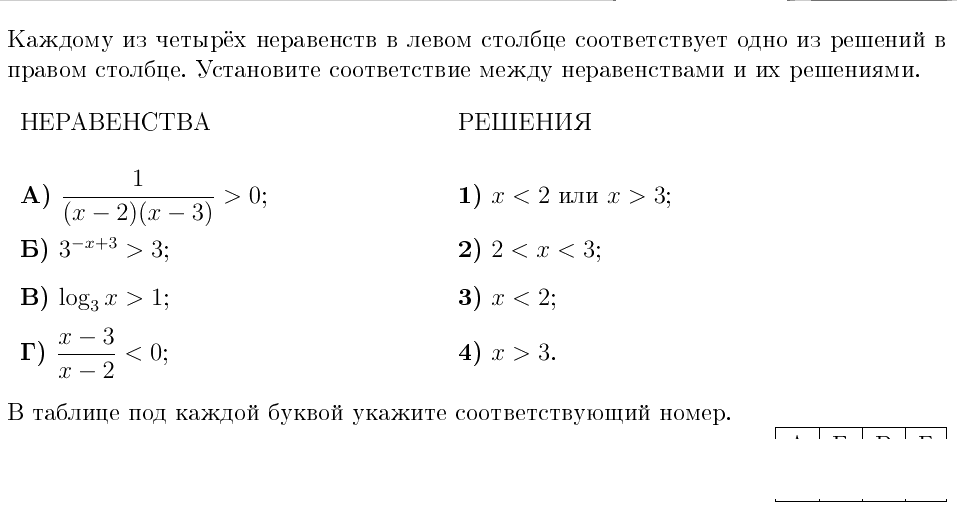 Каждому из четырёх неравенств в левом столбце соответствует одно из решений в
правом столбце. Установите соответствие между неравенствами и их решениями.
НЕРАВЕНСТВА РЕШЕНИЯ
А) 1/((x − 2)(x − 3)) > 0; 1) x < 2 или x > 3;
Б) 3^(−x+3) > 3; 2) 2 < x < 3;
В) log₃ x > 1; 3) x < 2;
Г) (x − 3)/(x − 2) < 0; 4) x > 3.
В таблице под каждой буквой укажите соответствующий номер.